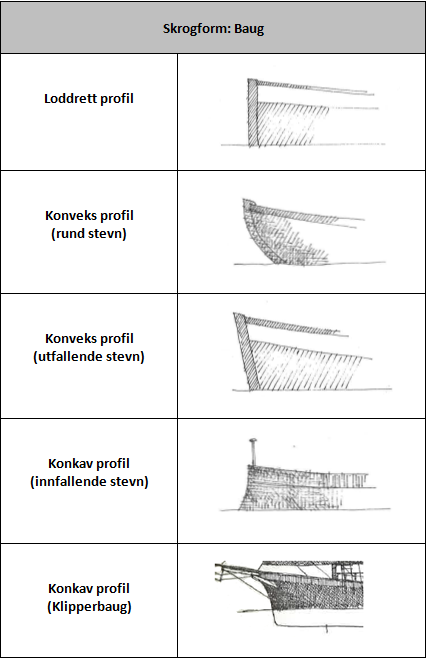 Skrogform: Baug
Loddrett profil
Konveks profil
(rund stevn)
Konveks profil
(utfallende stevn)
Konkav profil
(innfallende stevn)
Konkav profil
(Klipperbaug)